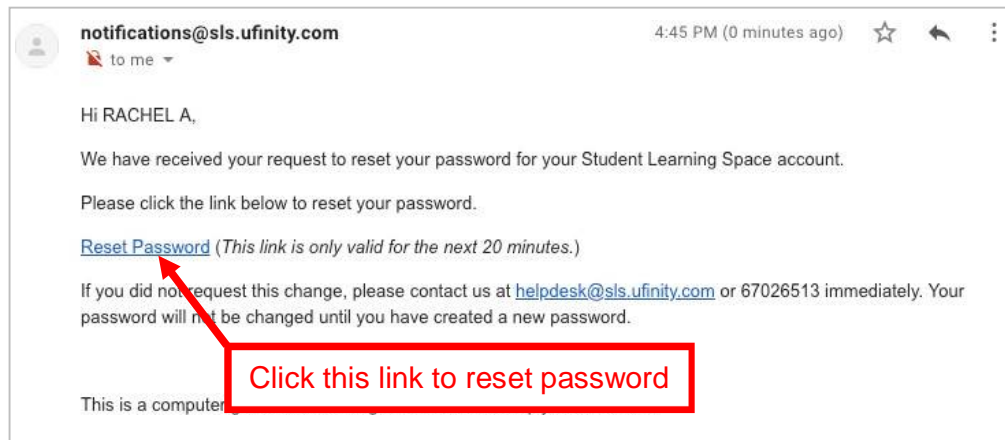 notifications@sls.ufinity.com 4:45 PM (0 minutes ago)
to me
Hi RACHEL A,
We have received your request to reset your password for your Student Learning Space account.
Please click the link below to reset your password.
Reset Password (This link is only valid for the next 20 minutes.)
If you did not request this change, please contact us at helpdesk@sls.ufinity.com or 67026513 immediately. Your
password will not be changed until you have created a new password.
Click this link to reset password
This is a computer